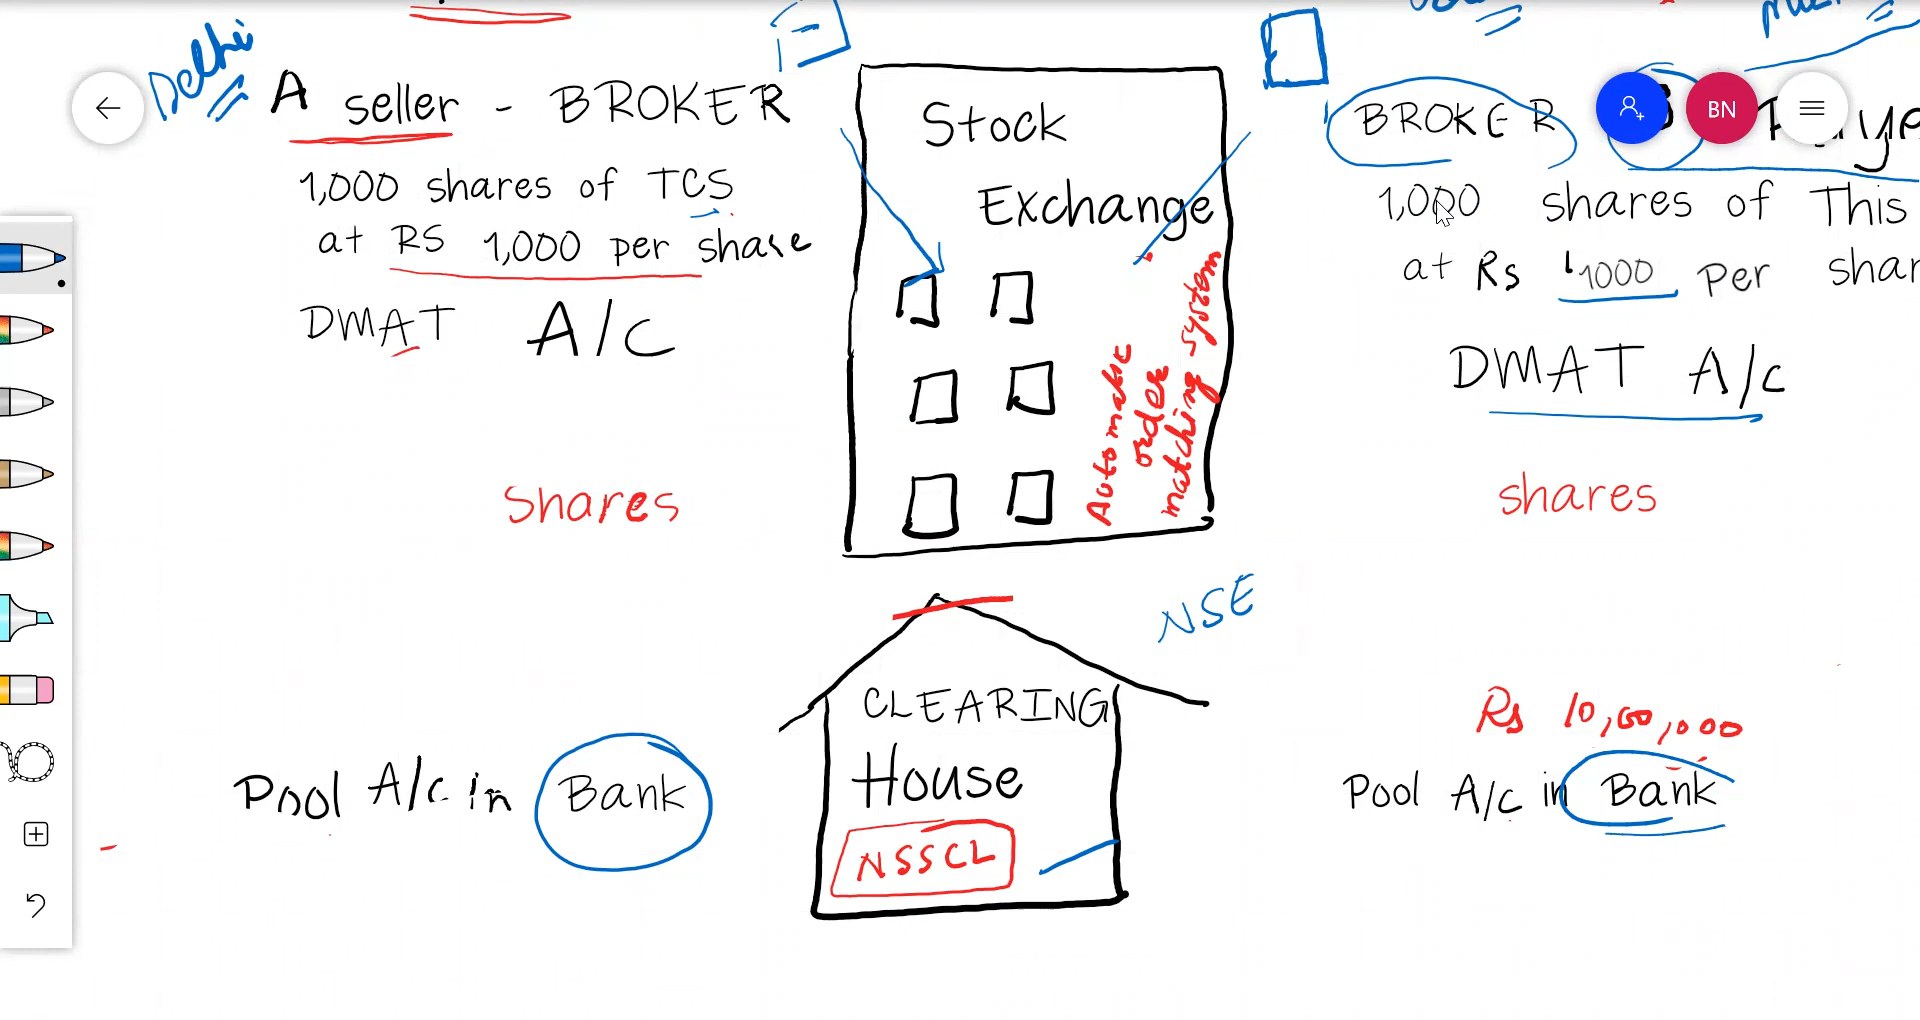 Delhi
A seller - BROKER
1,000 shares of TCS
at RS 1,000 per share
DMAT A/c
Shares
Stock
Exchange
Automatic
order
matching system
BROKER
BN
1,000 shares of This
at Rs 1000 per
DMAT A/c
shares
NSE
CLEARING
House
NSSCL
Pool A/c in Bank
Rs 10,00,000
Pool A/c in Bank